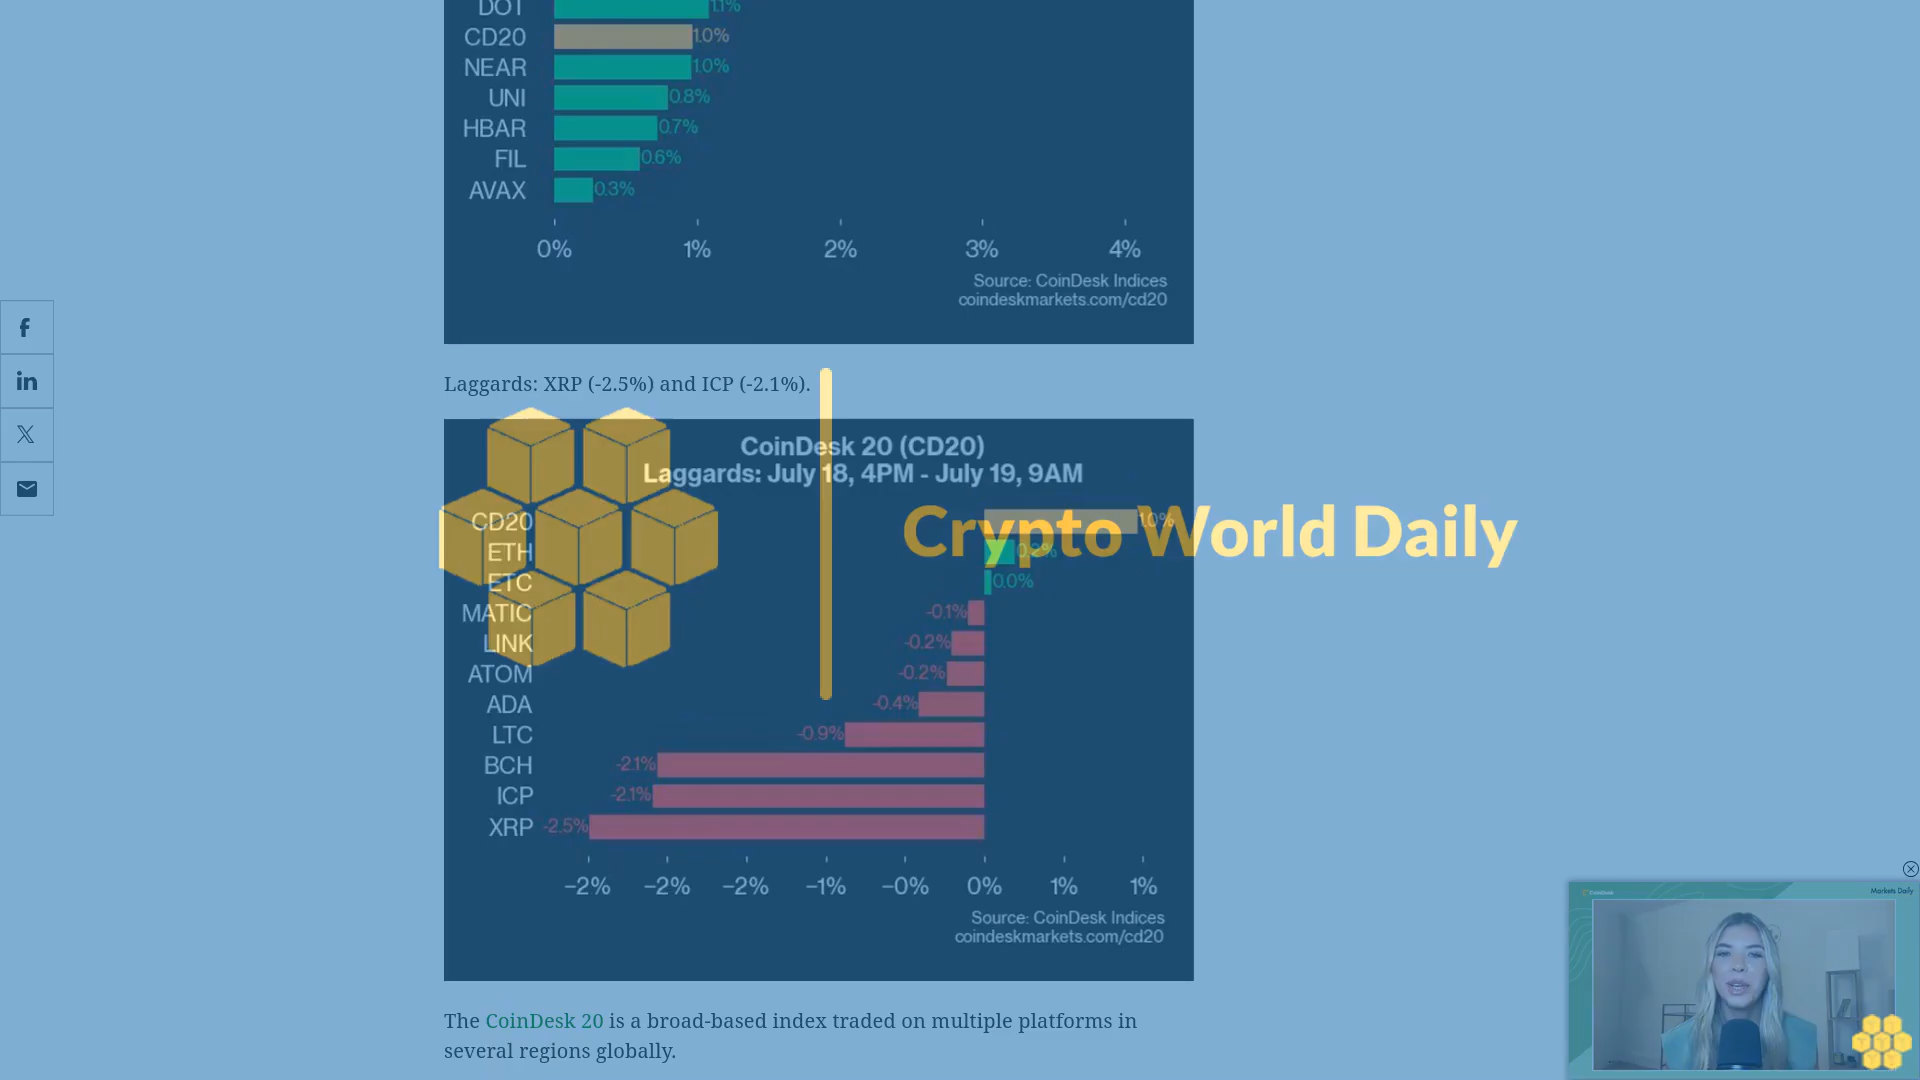 DOT
1.1%
CD20
1.0%
NEAR
1.0%
UNI
0.8%
HBAR
0.7%
FIL
0.6%
AVAX
0.3%
0% 1% 2% 3% 4%
Source: CoinDesk Indices
coindeskmarkets.com/cd20
Laggards: XRP (-2.5%) and ICP (-2.1%).
CoinDesk 20 (CD20)
Laggards: July 18, 4PM - July 19, 9AM
Crypto World Daily
CD20
1.0%
ETH
0.2%
ETC
0.0%
MATIC
-0.1%
LINK
-0.2%
ATOM
-0.2%
ADA
-0.4%
LTC
-0.9%
BCH
-2.1%
ICP
-2.1%
XRP
-2.5%
−2% −2% −2% −1% −0% 0% 1% 1%
Source: CoinDesk Indices
coindeskmarkets.com/cd20
Markets Daily
The CoinDesk 20 is a broad-based index traded on multiple platforms in
several regions globally.